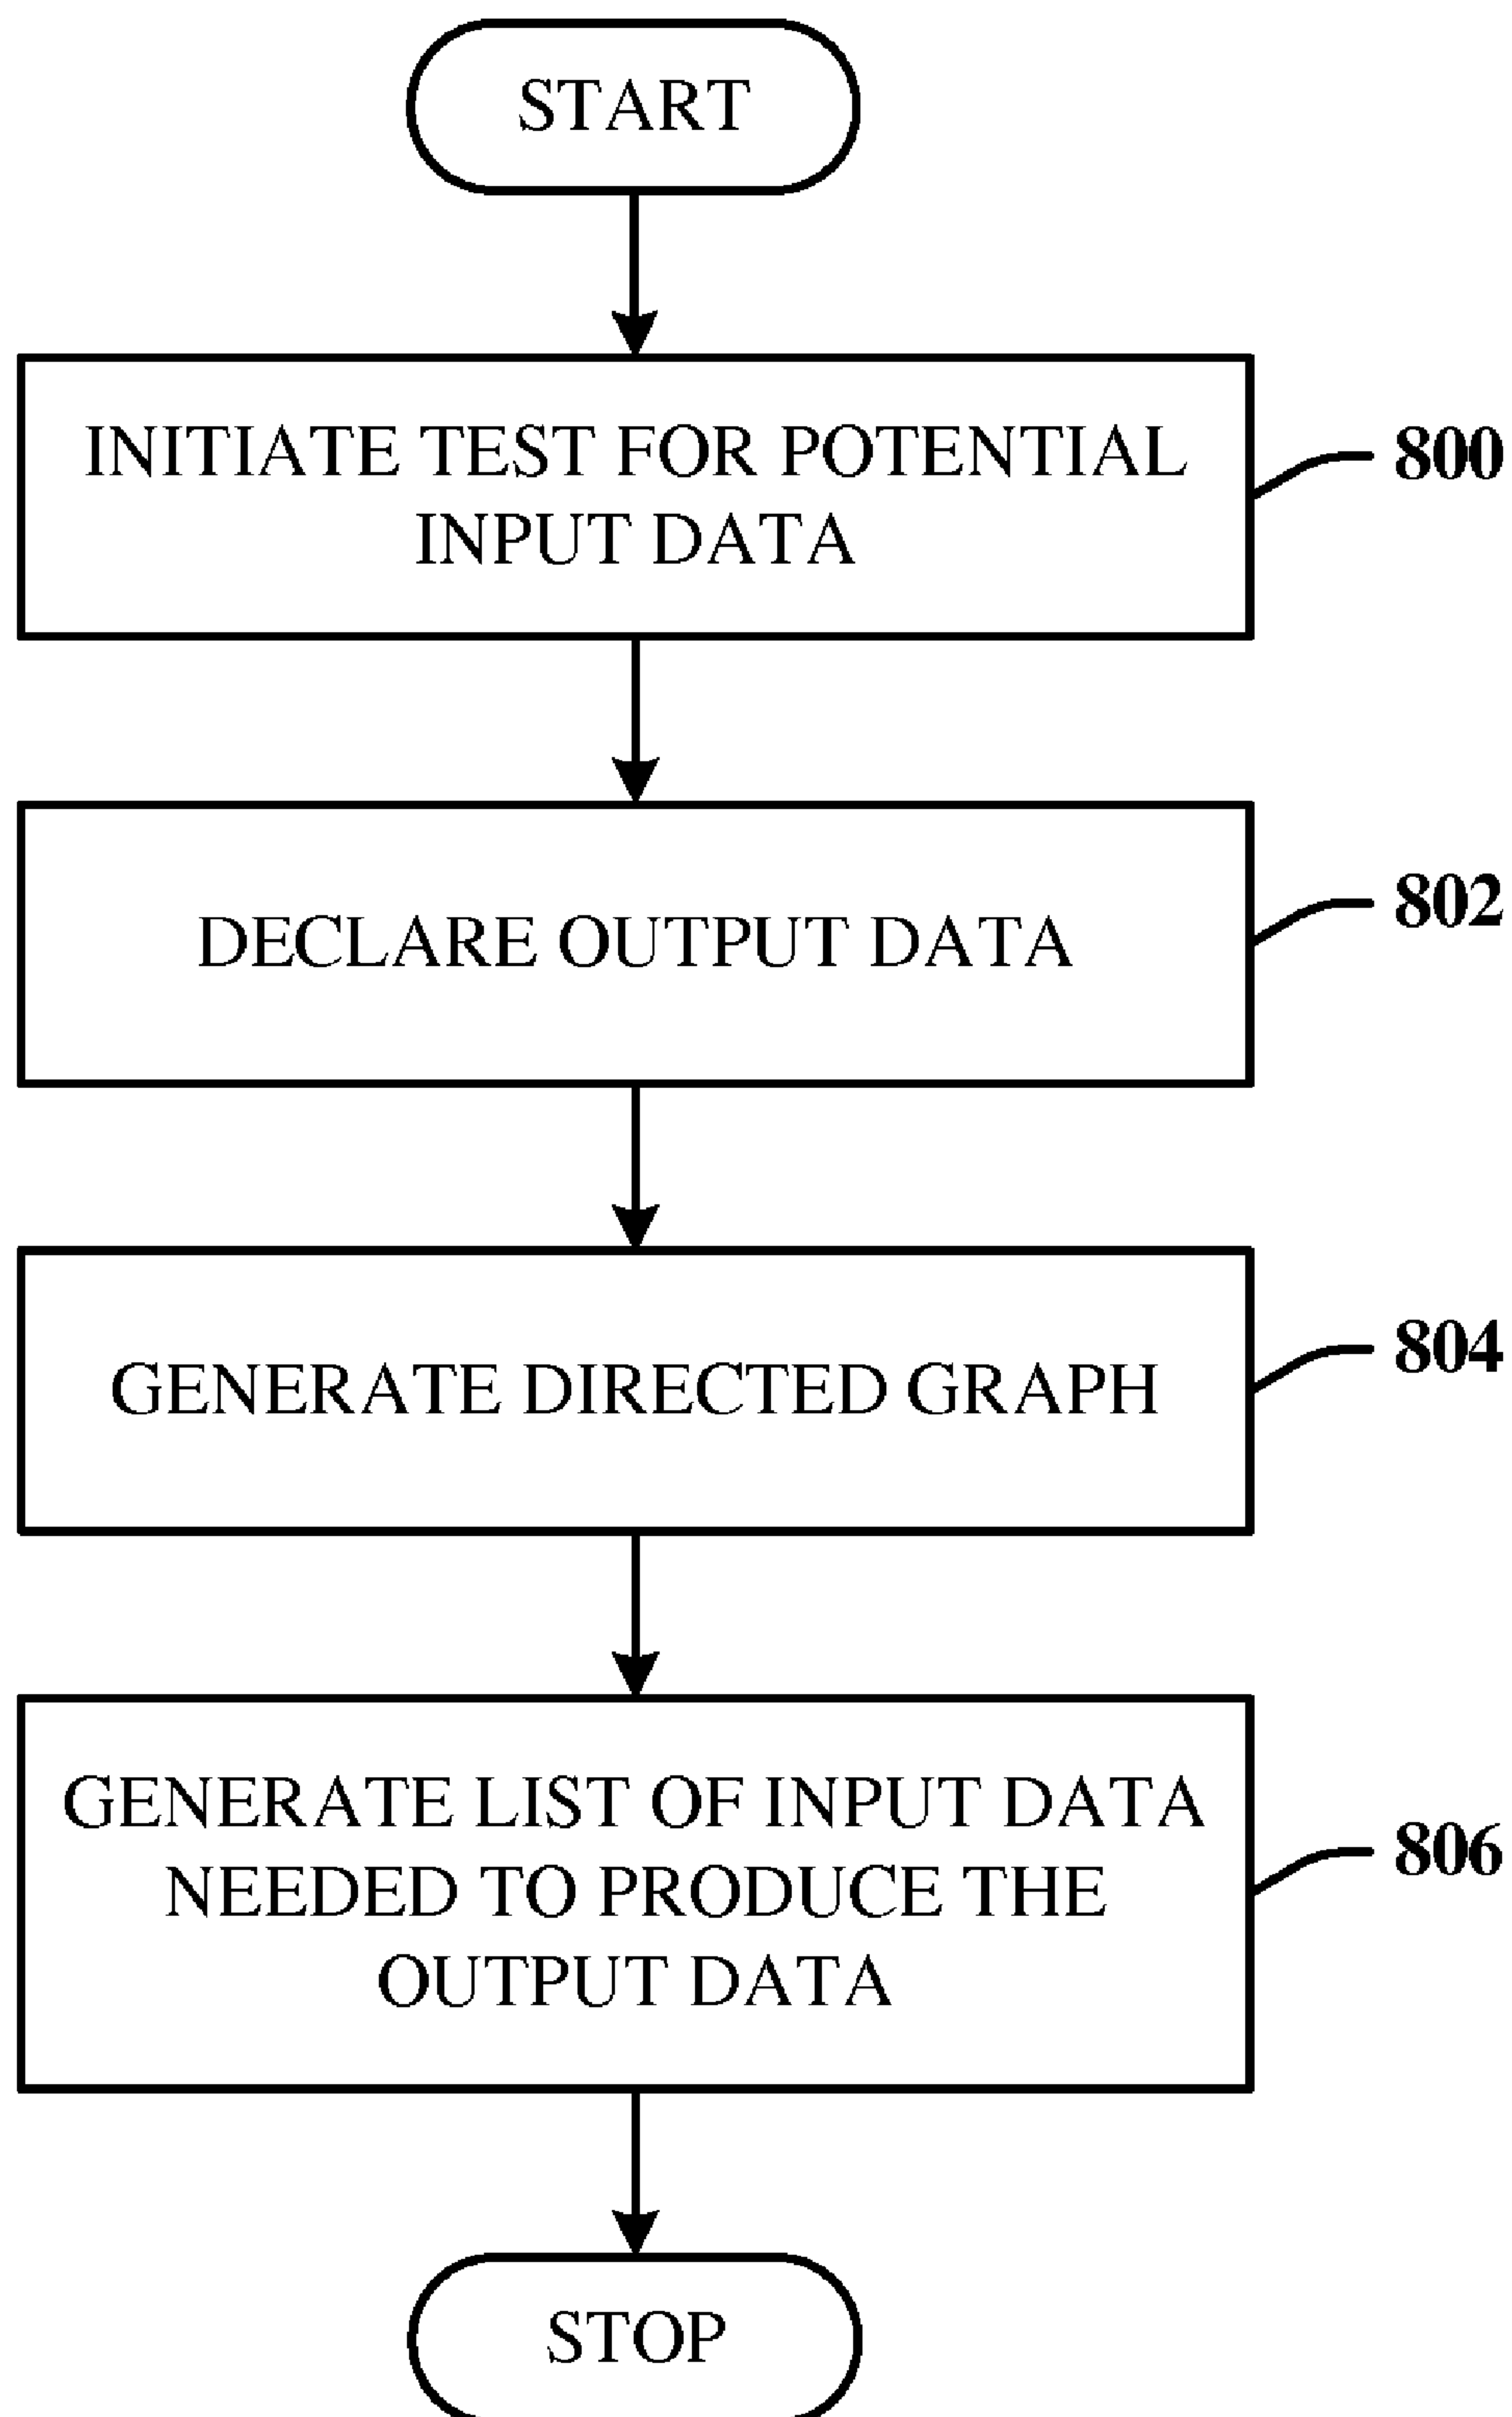 START
INITIATE TEST FOR POTENTIAL
INPUT DATA
800
DECLARE OUTPUT DATA
802
GENERATE DIRECTED GRAPH
804
GENERATE LIST OF INPUT DATA
NEEDED TO PRODUCE THE
OUTPUT DATA
806
STOP